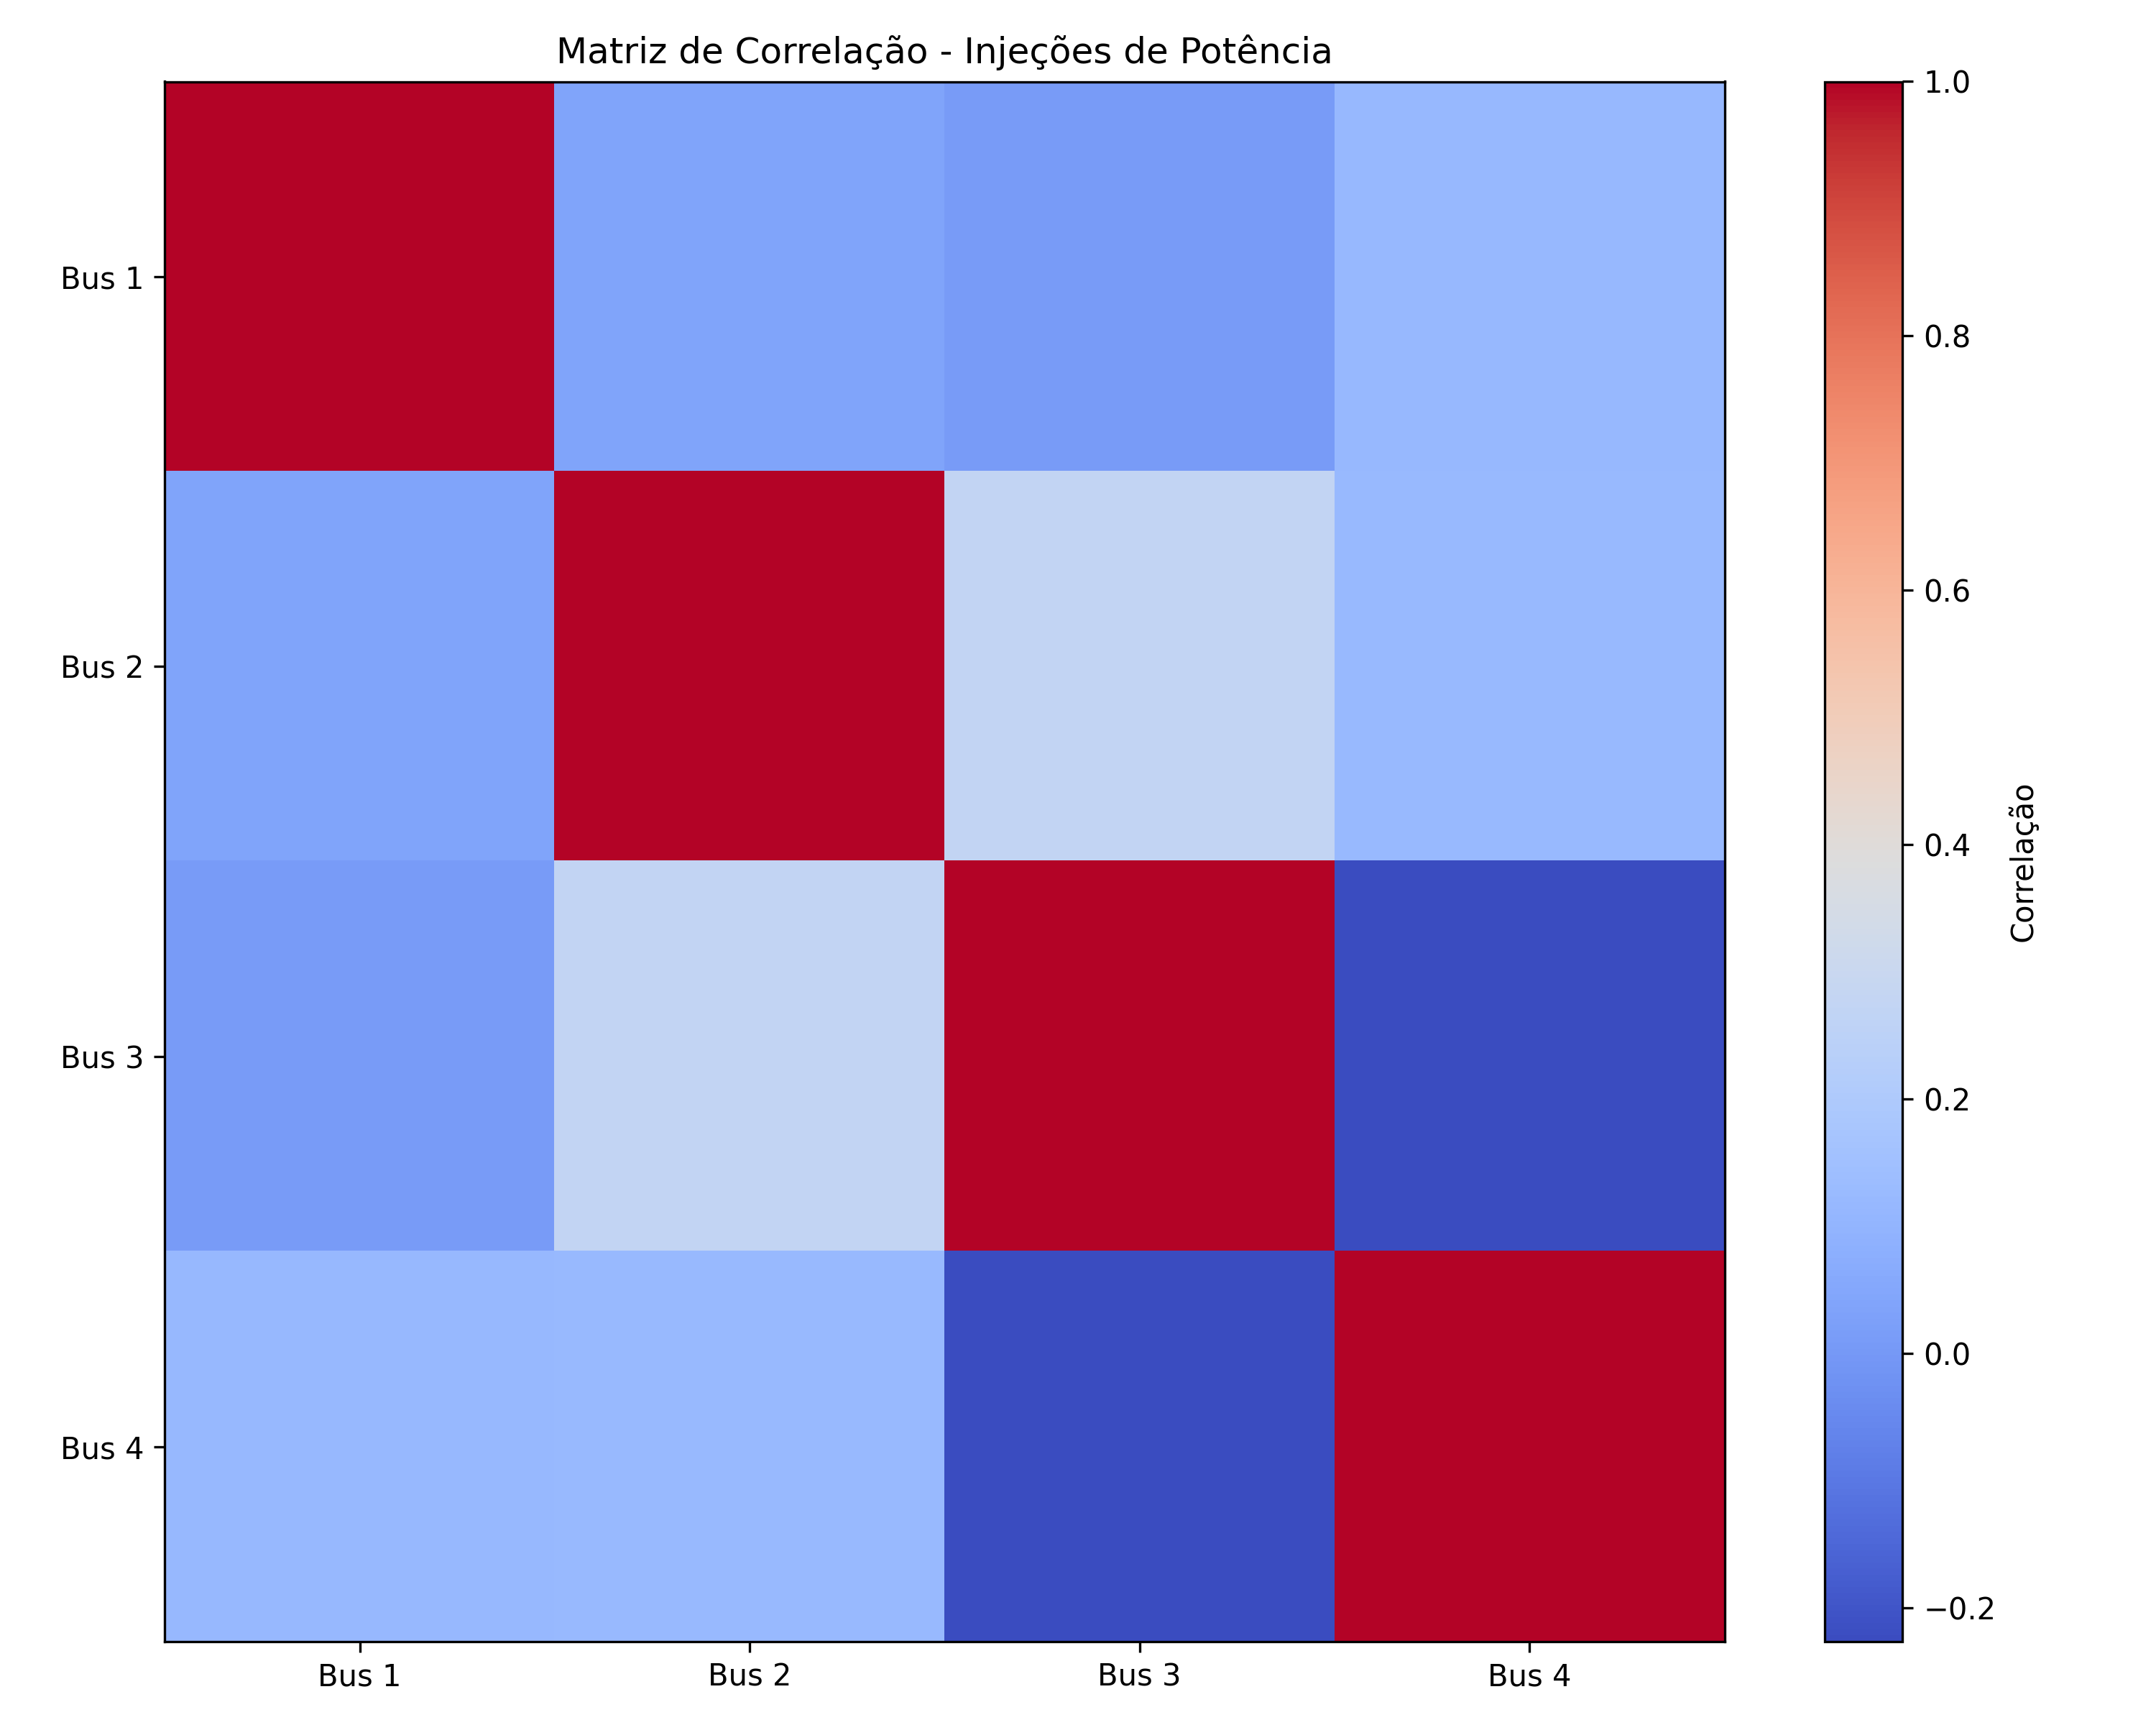 Matriz de Correlação - Injeções de Potência
Bus 1
Bus 2
Bus 3
Bus 4
Bus 1
Bus 2
Bus 3
Bus 4
1.0
0.8
0.6
0.4
0.2
0.0
−0.2
Correlação